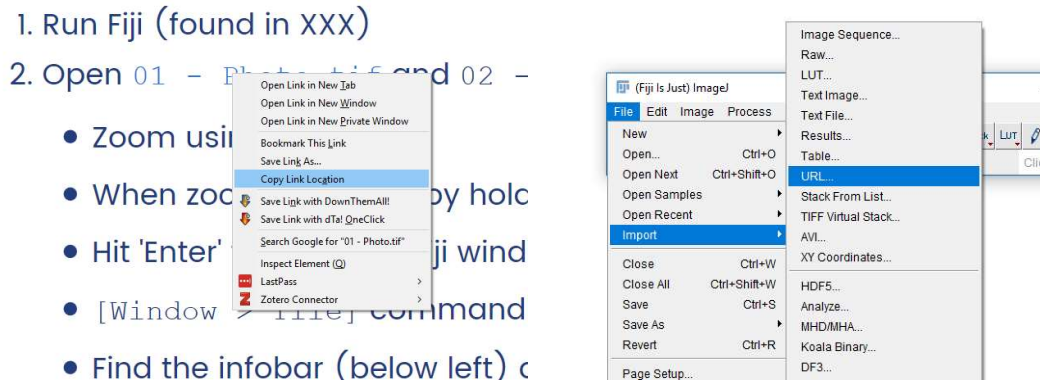 1. Run Fiji (found in XXX)
2. Open 01 - Photo.tif and 02 -
• Zoom usi
• When zoo by hold
• Hit 'Enter' ji wind
• [Window > Tile] command
• Find the infobar (below left)
Open Link in New Tab
Open Link in New Window
Open Link in New Private Window
Bookmark This Link
Save Link As...
Copy Link Location
Save Link with DownThemAll!
Save Link with dTa! OneClick
Search Google for "01 - Photo.tif"
Inspect Element (Q)
LastPass >
Zotero Connector >
(Fiji Is Just) ImageJ
File Edit Image Process
New
Open... Ctrl+O
Open Next Ctrl+Shift+O
Open Samples
Open Recent
Import
Close Ctrl+W
Close All Ctrl+Shift+W
Save Ctrl+S
Save As
Revert Ctrl+R
Page Setup...
Image Sequence...
Raw...
LUT...
Text Image...
Text File...
Results...
Table...
URL...
Stack From List...
TIFF Virtual Stack...
AVI...
XY Coordinates...
HDF5...
Analyze...
MHD/MHA...
Koala Binary...
DF3...
LUT
Clic